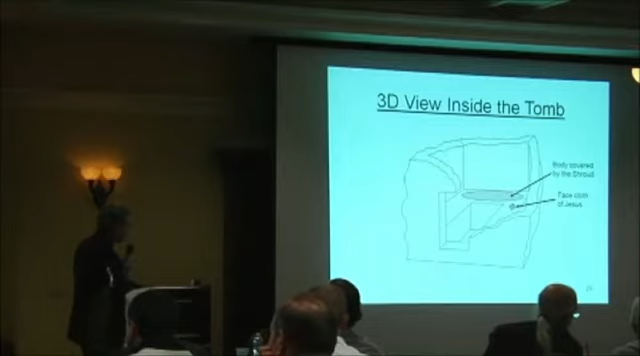 3D View Inside the Tomb
Body covered
by the Shroud
Face cloth
of Jesus